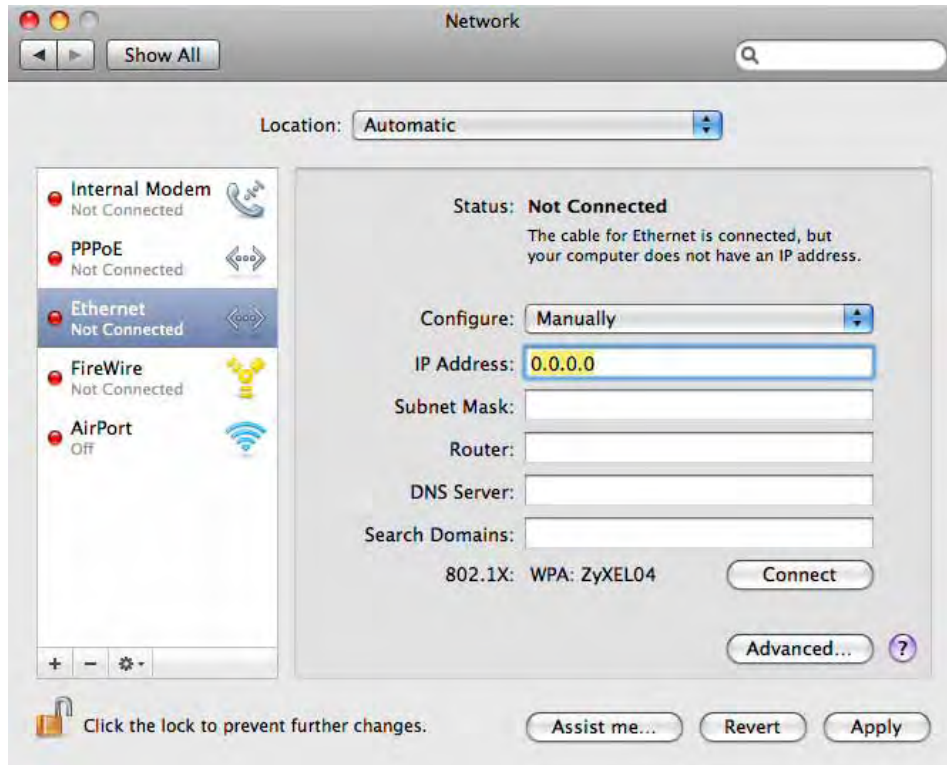 Network
Show All
Location: Automatic
Internal Modem
Not Connected
PPPoE
Not Connected
Ethernet
Not Connected
FireWire
Not Connected
AirPort
Off
Status: Not Connected
The cable for Ethernet is connected, but
your computer does not have an IP address.
Configure: Manually
IP Address: 0.0.0.0
Subnet Mask:
Router:
DNS Server:
Search Domains:
802.1X: WPA: ZyXEL04 Connect
Advanced... ?
+ −
Click the lock to prevent further changes.
Assist me... Revert Apply